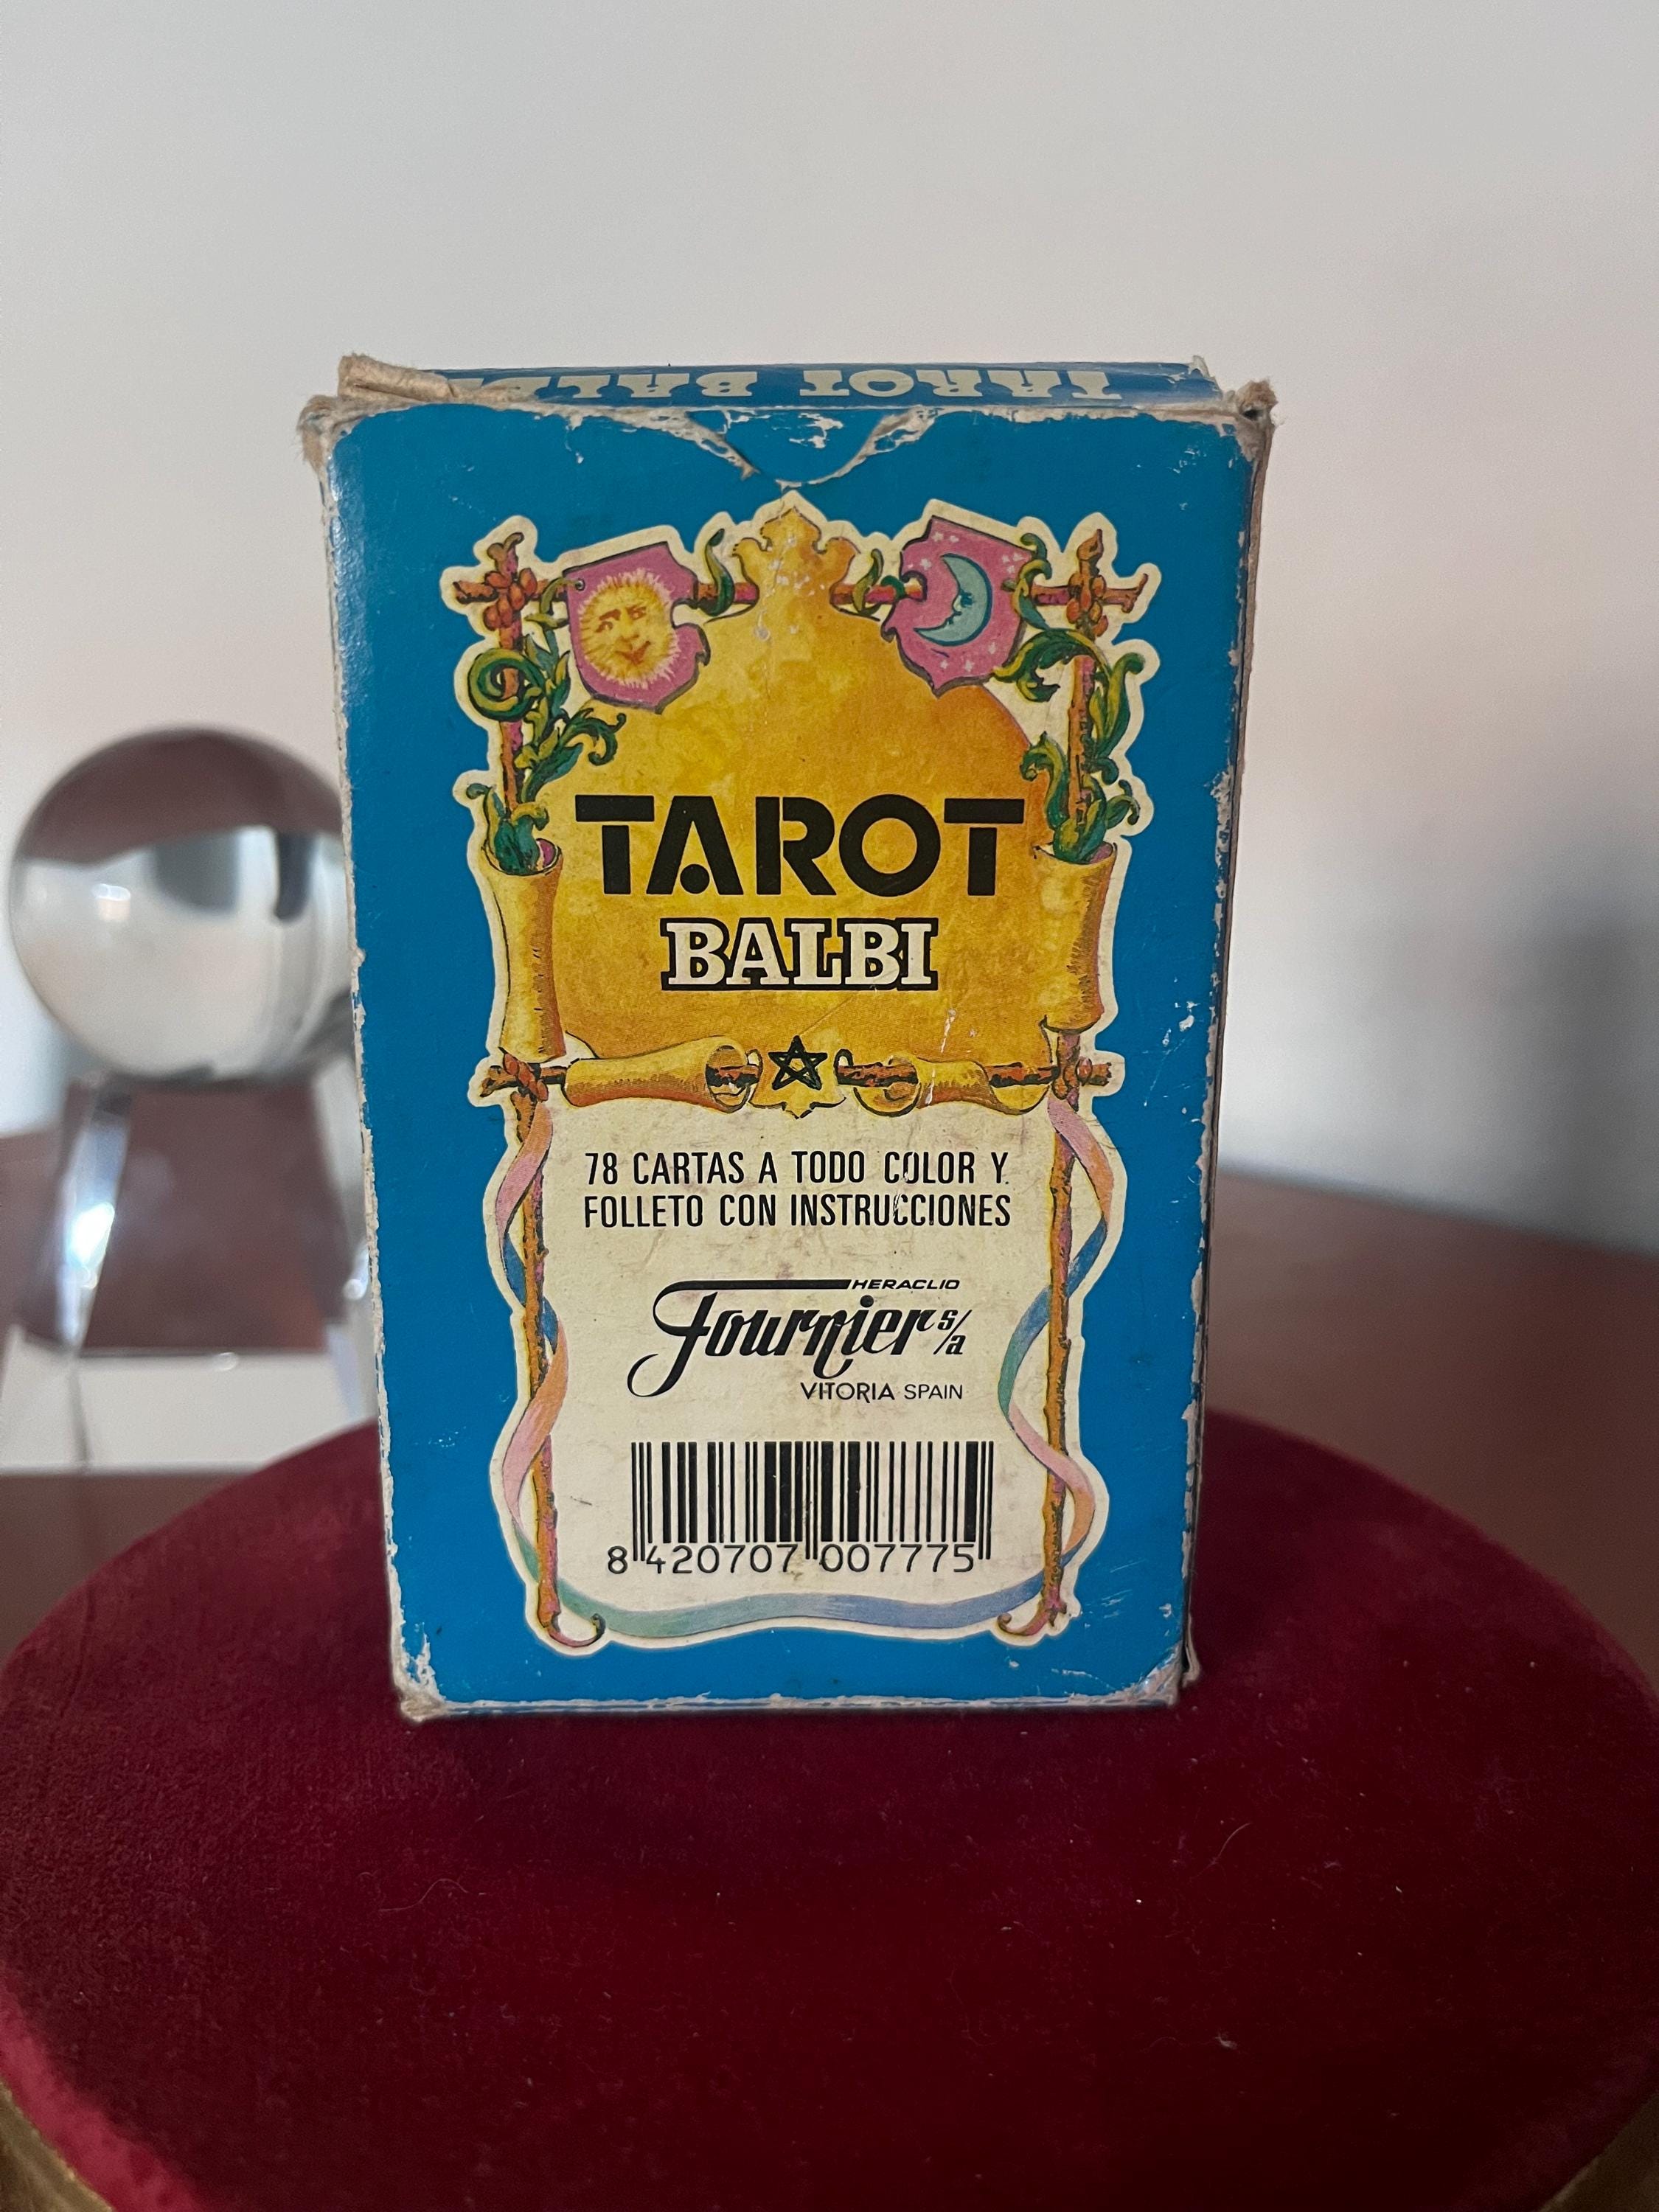 TAROT BALBI
TAROT
BALBI
78 CARTAS A TODO COLOR Y
FOLLETO CON INSTRUCCIONES
HERACLIO
Fournier s/a
VITORIA SPAIN
8 420707 007775